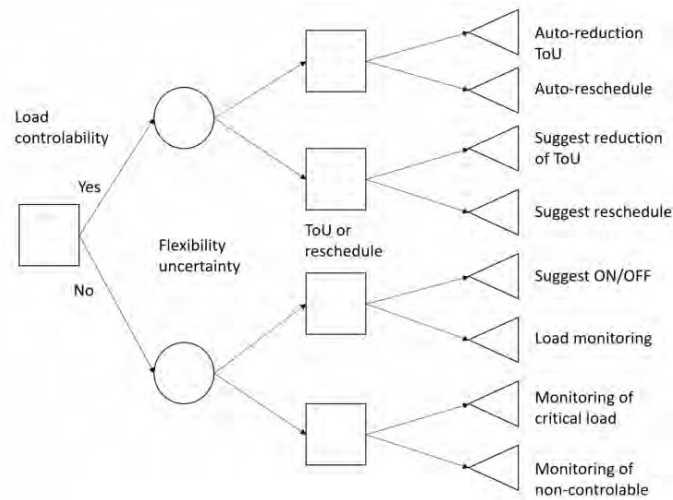 Load
controlability
Yes
No
Flexibility
uncertainty
ToU or
reschedule
Auto-reduction
ToU
Auto-reschedule
Suggest reduction
of ToU
Suggest reschedule
Suggest ON/OFF
Load monitoring
Monitoring of
critical load
Monitoring of
non-controlable